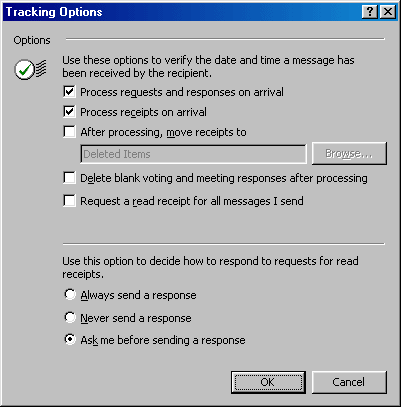 Tracking Options
Options
Use these options to verify the date and time a message has
been received by the recipient.
Process requests and responses on arrival
Process receipts on arrival
After processing, move receipts to
Deleted Items
Browse...
Delete blank voting and meeting responses after processing
Request a read receipt for all messages I send
Use this option to decide how to respond to requests for read
receipts.
Always send a response
Never send a response
Ask me before sending a response
OK
Cancel